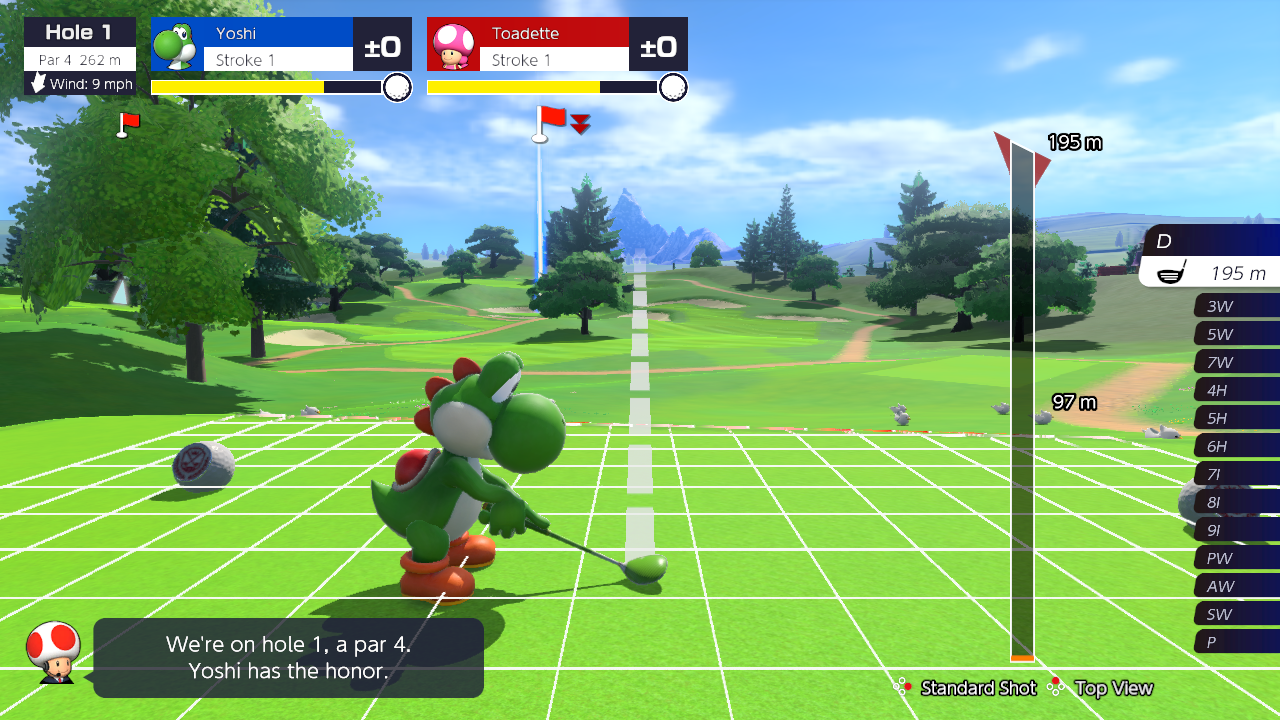 Hole 1
Par 4 262 m
Wind: 9 mph
Yoshi
Stroke 1
±0
Toadette
Stroke 1
±0
195 m
97 m
D
195 m
3W
5W
7W
4H
5H
6H
7I
8I
9I
PW
AW
SW
P
We're on hole 1, a par 4.
Yoshi has the honor.
Standard Shot
Top View